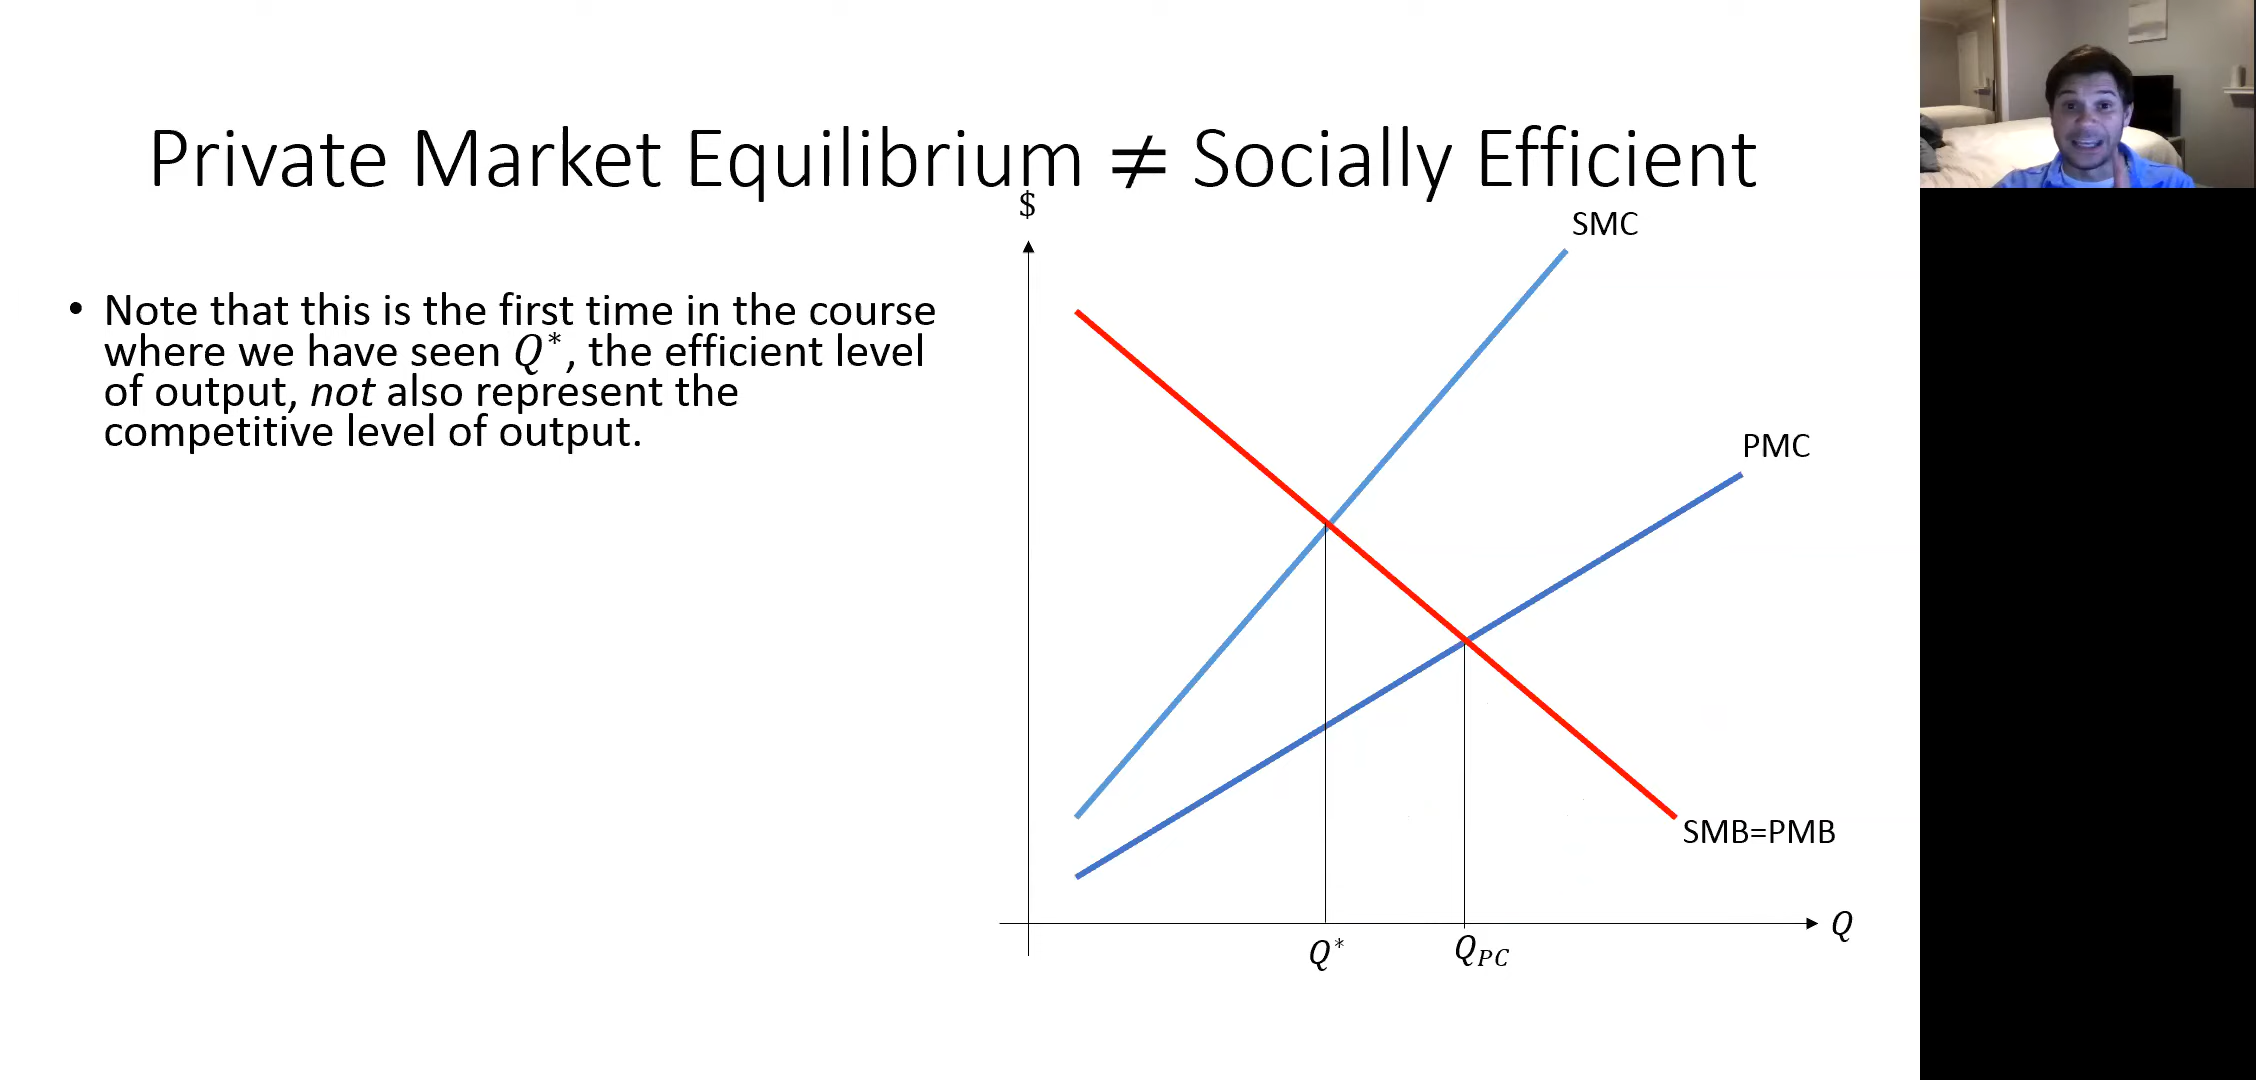 Private Market Equilibrium ≠ Socially Efficient
• Note that this is the first time in the course
where we have seen Q*, the efficient level
of output, not also represent the
competitive level of output.
$
SMC
PMC
SMB=PMB
Q
Q*
Q_PC